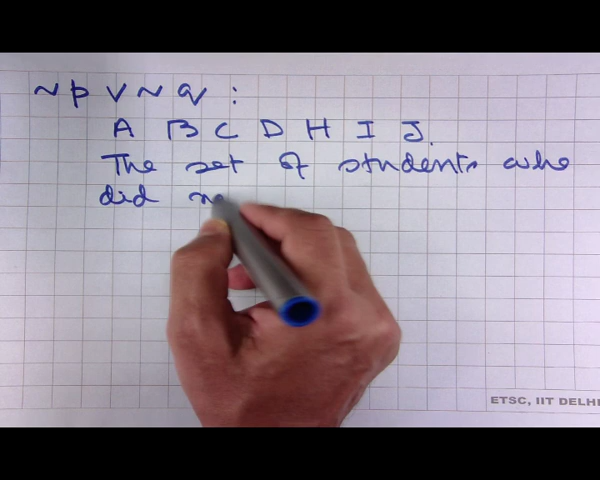 ~p ∨ ~q :
A B C D H I J.
The set of students who
did
ETSC, IIT DELHI